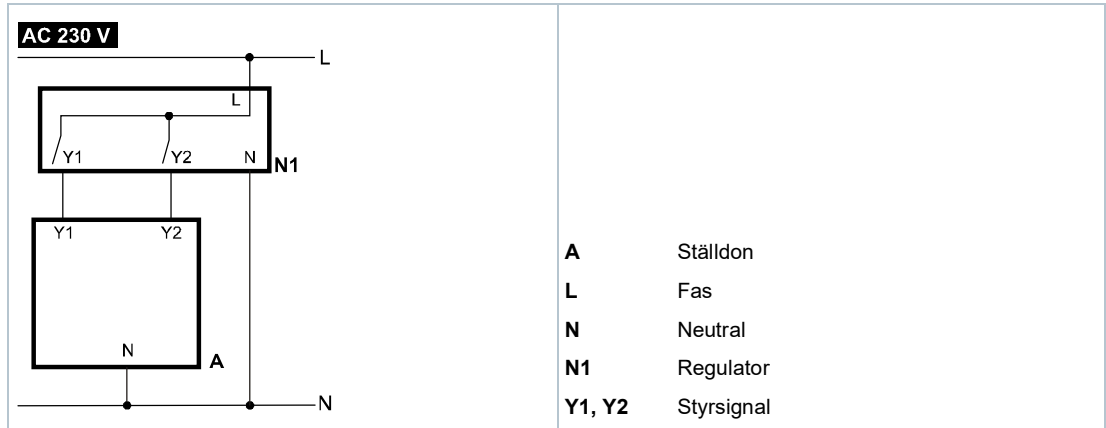 AC 230 V
L
L
Y1 Y2 N N1
Y1 Y2
N A
N
A Ställdon
L Fas
N Neutral
N1 Regulator
Y1, Y2 Styrsignal